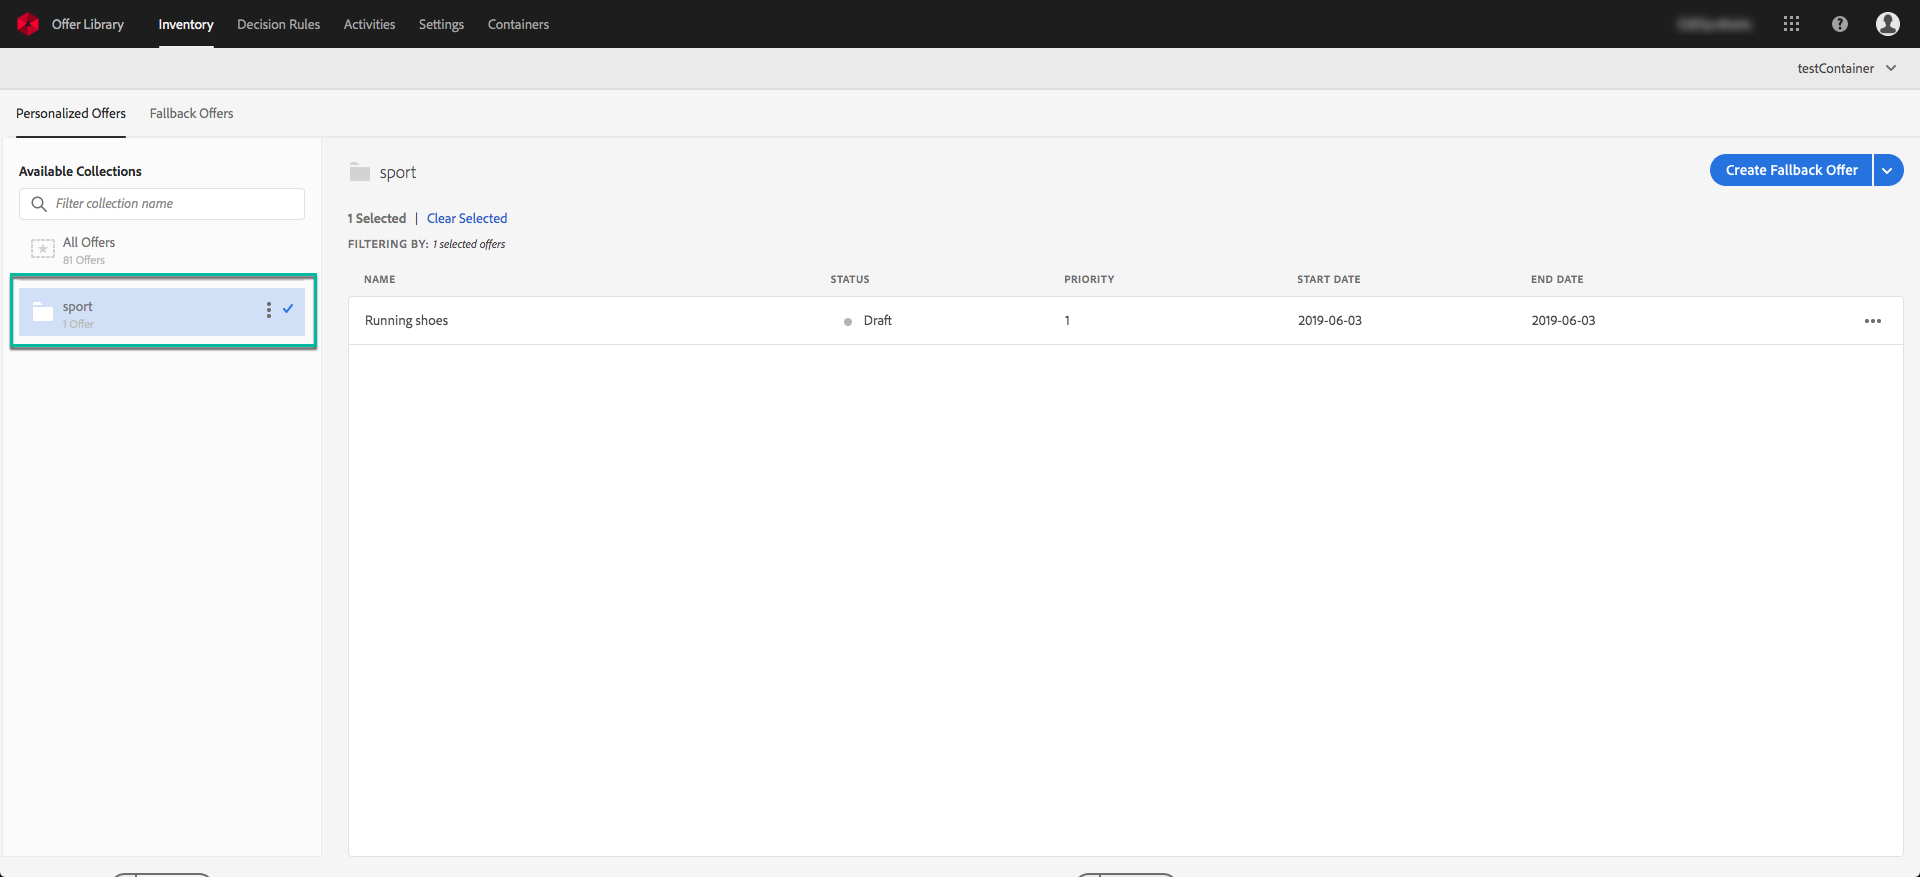 Offer Library Inventory Decision Rules Activities Settings Containers
testContainer
Personalized Offers Fallback Offers
Available Collections
Filter collection name
All Offers
81 Offers
sport
1 Offer
sport
Create Fallback Offer
1 Selected | Clear Selected
FILTERING BY: 1 selected offers
NAME STATUS PRIORITY START DATE END DATE
Running shoes Draft 1 2019-06-03 2019-06-03